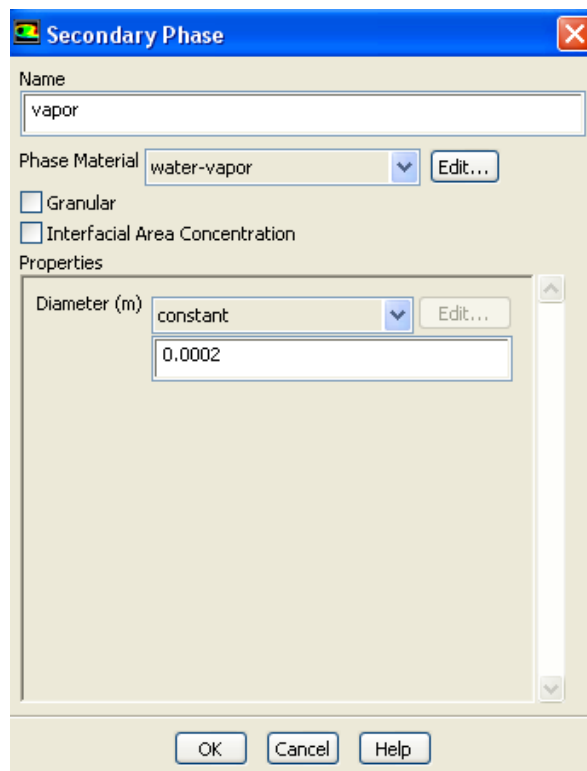 Secondary Phase
Name
vapor
Phase Material water-vapor Edit...
Granular
Interfacial Area Concentration
Properties
Diameter (m) constant Edit...
0.0002
OK Cancel Help